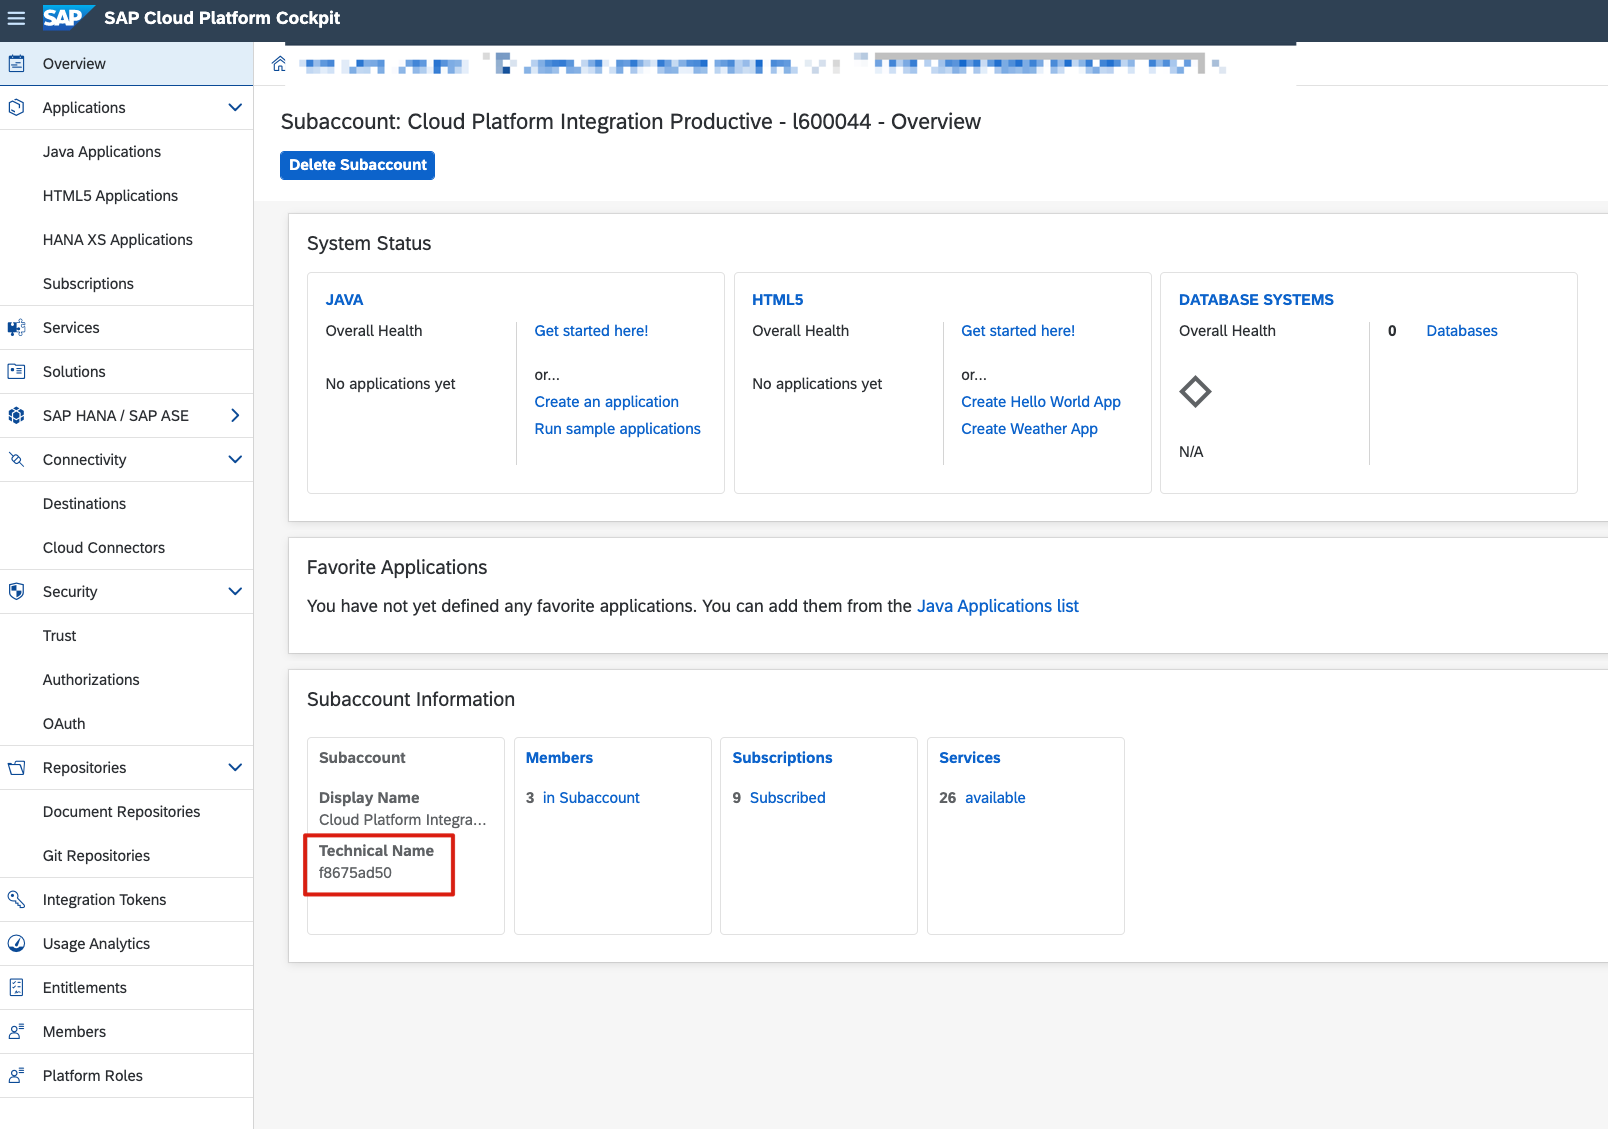 SAP SAP Cloud Platform Cockpit
Overview
Applications
Java Applications
HTML5 Applications
HANA XS Applications
Subscriptions
Services
Solutions
SAP HANA / SAP ASE
Connectivity
Destinations
Cloud Connectors
Security
Trust
Authorizations
OAuth
Repositories
Document Repositories
Git Repositories
Integration Tokens
Usage Analytics
Entitlements
Members
Platform Roles
Subaccount: Cloud Platform Integration Productive - l600044 - Overview
Delete Subaccount
System Status
JAVA
Overall Health
No applications yet
Get started here!
or...
Create an application
Run sample applications
HTML5
Overall Health
No applications yet
Get started here!
or...
Create Hello World App
Create Weather App
DATABASE SYSTEMS
Overall Health
N/A
0 Databases
Favorite Applications
You have not yet defined any favorite applications. You can add them from the Java Applications list
Subaccount Information
Subaccount
Display Name
Cloud Platform Integra...
Technical Name
f8675ad50
Members
3 in Subaccount
Subscriptions
9 Subscribed
Services
26 available